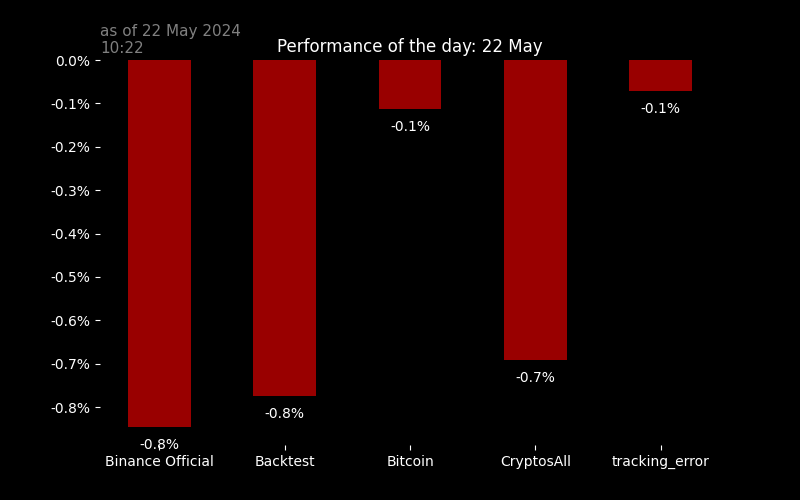 as of 22 May 2024
10:22
Performance of the day: 22 May
0.0%
-0.1%
-0.2%
-0.3%
-0.4%
-0.5%
-0.6%
-0.7%
-0.8%
-0.8%
-0.8%
-0.1%
-0.7%
-0.1%
Binance Official
Backtest
Bitcoin
CryptosAll
tracking_error